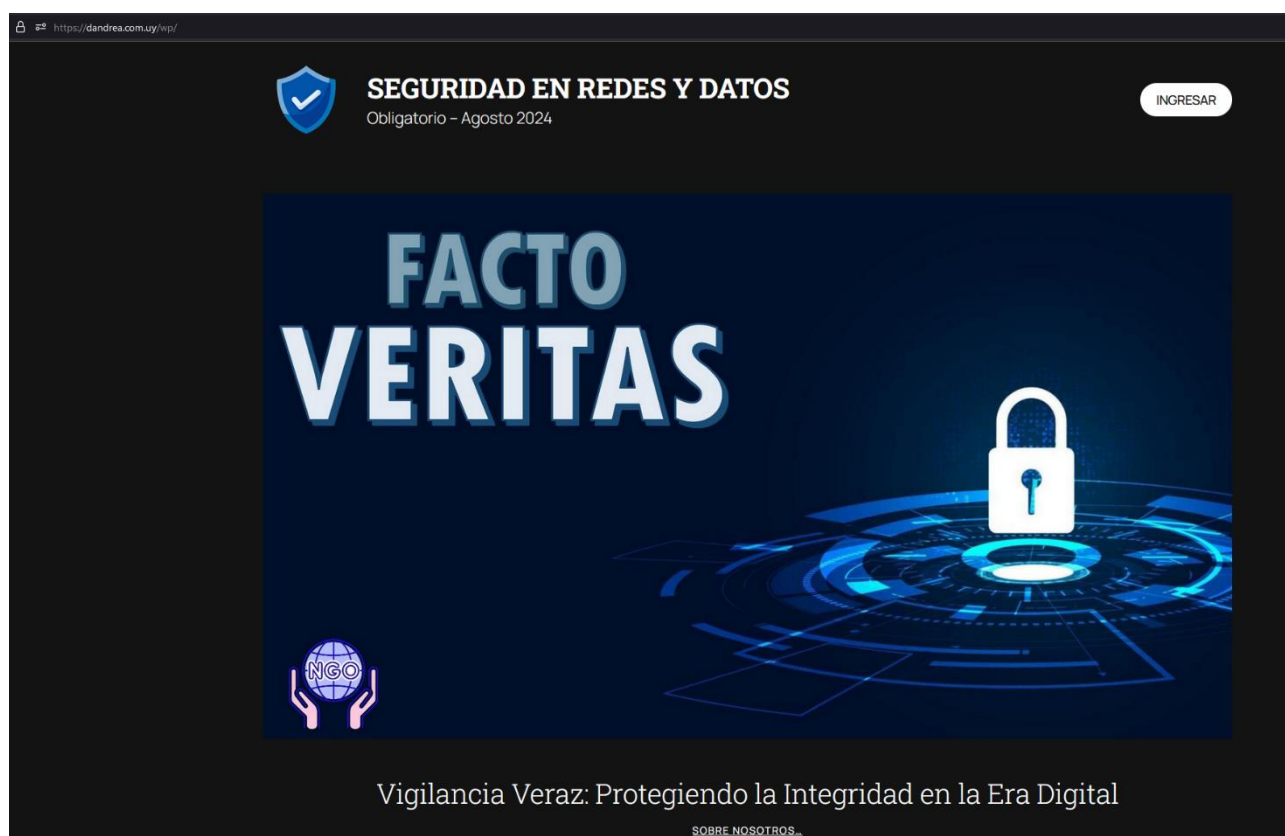 https://dandrea.com.uy/wp/
SEGURIDAD EN REDES Y DATOS
Obligatorio – Agosto 2024
INGRESAR
FACTO
VERITAS
NGO
Vigilancia Veraz: Protegiendo la Integridad en la Era Digital
SOBRE NOSOTROS...